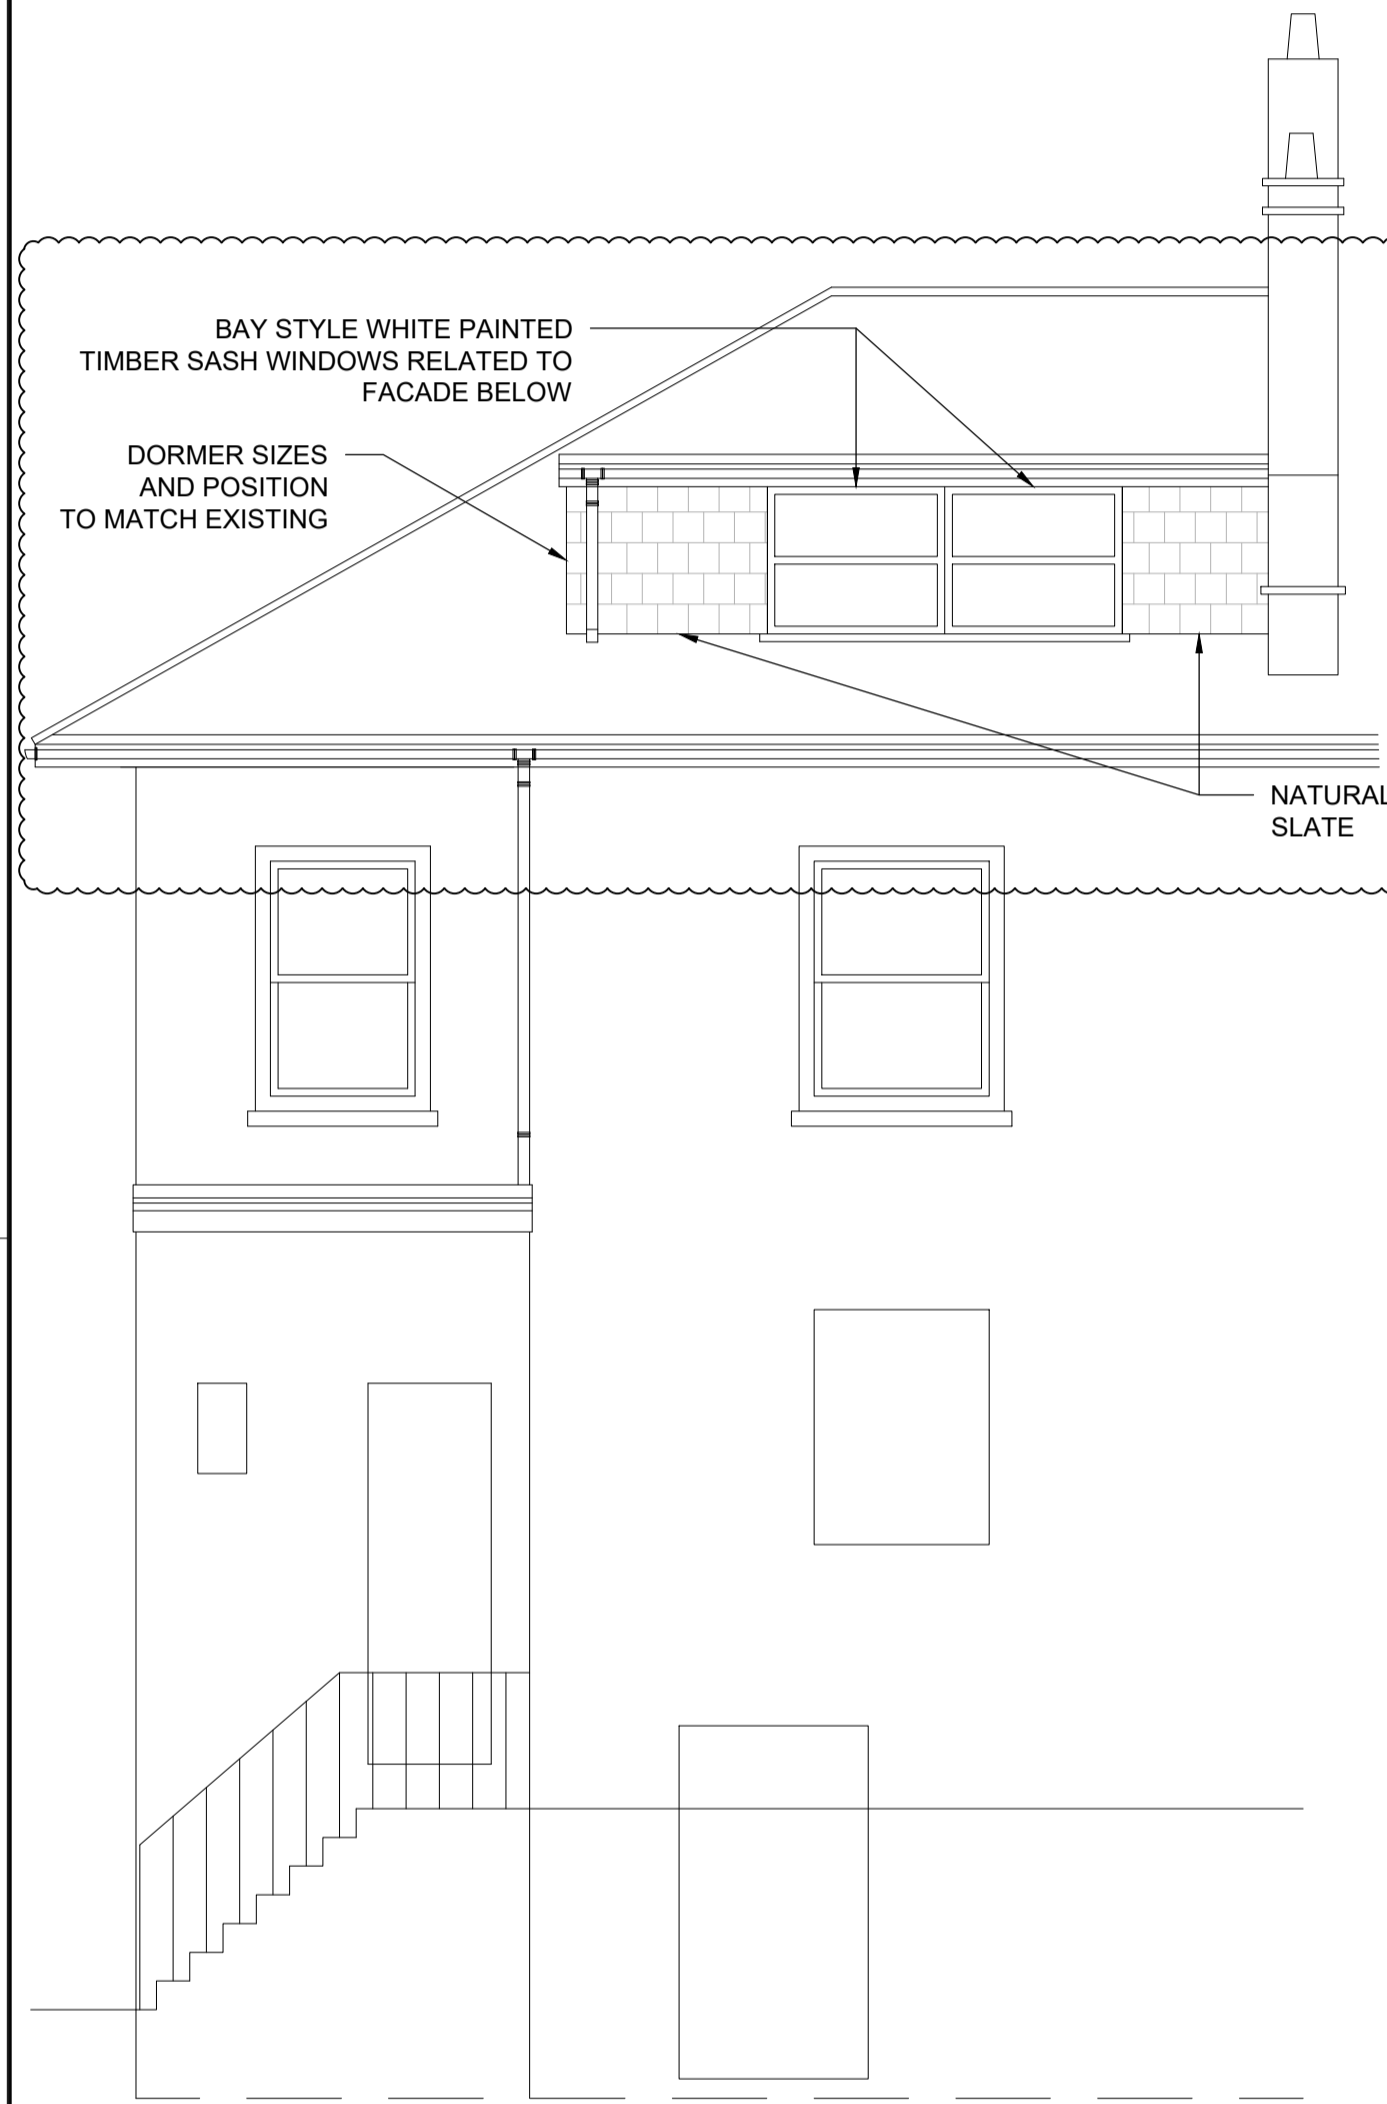 BAY STYLE WHITE PAINTED
TIMBER SASH WINDOWS RELATED TO
FACADE BELOW
DORMER SIZES
AND POSITION
TO MATCH EXISTING
NATURAL
SLATE